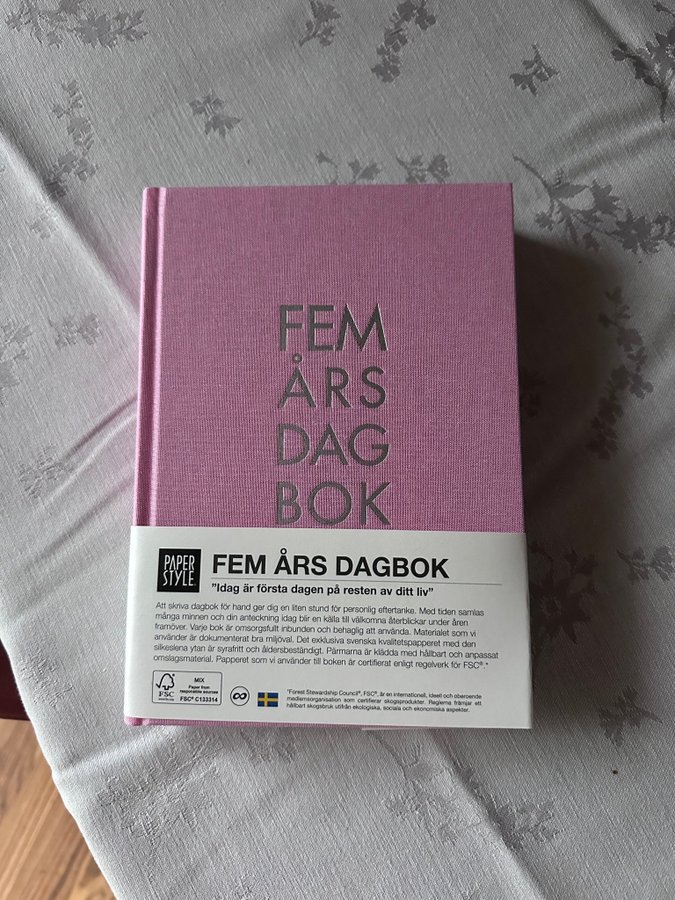 FEM
ÅRS
DAG
BOK
PAPER
STYLE
FEM ÅRS DAGBOK
"Idag är första dagen på resten av ditt liv"
Att skriva dagbok för hand ger dig en liten stund för personlig eftertanke. Med tiden samlas
många minnen och din anteckning idag blir en källa till välkomna återblickar under åren
framöver. Varje bok är omsorgsfullt inbunden och behaglig att använda. Materialet som vi
använder är dokumenterat bra miljöval. Det exklusiva svenska kvalitetspapperet med den
silkeslena ytan är syrafritt och åldersbeständigt. Pärmarna är klädda med hållbart och anpassat
omslagsmaterial. Papperet som vi använder till boken är certifierat enligt regelverk för FSC®.*
FSC
MIX
Paper from
responsible sources
FSC® C133314
*Forest Stewardship Council®, FSC®, är en internationell, ideell och oberoende
medlemsorganisation som certifierar skogsprodukter. Reglerna främjar ett
hållbart skogsbruk utifrån ekologiska, sociala och ekonomiska aspekter.